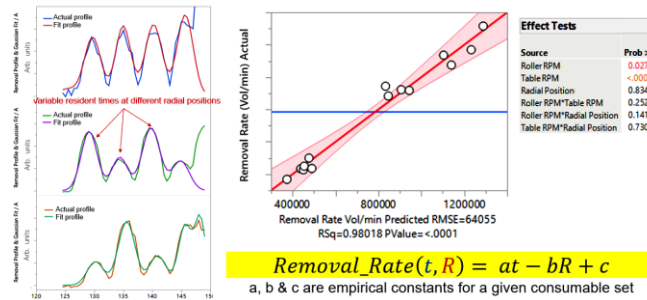 Removal Profile & Gaussian Fit / A
Arb. units
Actual profile
Fit profile
Variable resident times at different radial positions
Removal Profile & Gaussian Fit / A
Arb. units
Actual profile
Fit profile
Removal Profile & Gaussian Fit / A
Arb. units
Actual profile
Fit profile
125 130 135 140 145
Removal Rate (Vol/min) Actual
400000 800000 1200000
Removal Rate Vol/min Predicted RMSE=64055
RSq=0.98018 PValue=<.0001
Effect Tests
Source Prob >
Roller RPM 0.027
Table RPM <.000
Radial Position 0.834
Roller RPM*Table RPM 0.252
Roller RPM*Radial Position 0.141
Table RPM*Radial Position 0.730
Removal_Rate(t, R) = at − bR + c
a, b & c are empirical constants for a given consumable set